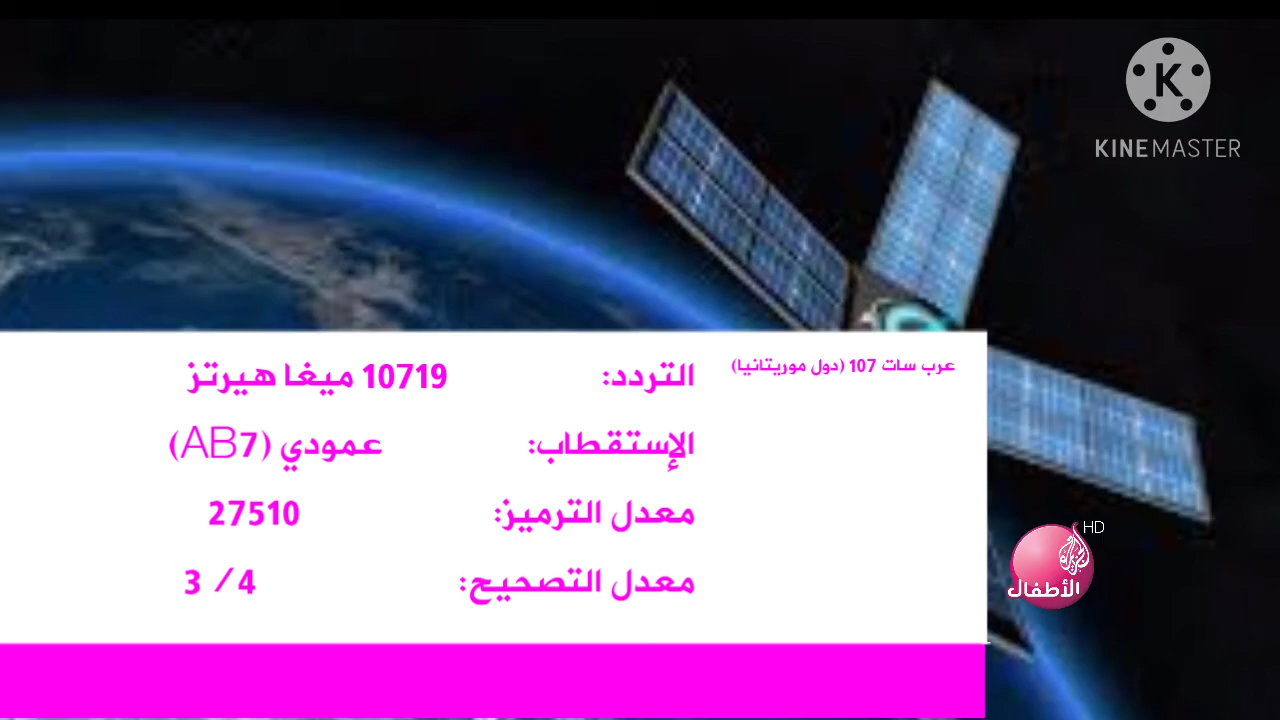 K
KINEMASTER
عرب سات 107 (دول موريتانيا)
التردد: 10719 ميغا هيرتز
الإستقطاب: عمودي (AB7)
معدل الترميز: 27510
معدل التصحيح: 3 / 4
HD
الجزيرة
الأطفال